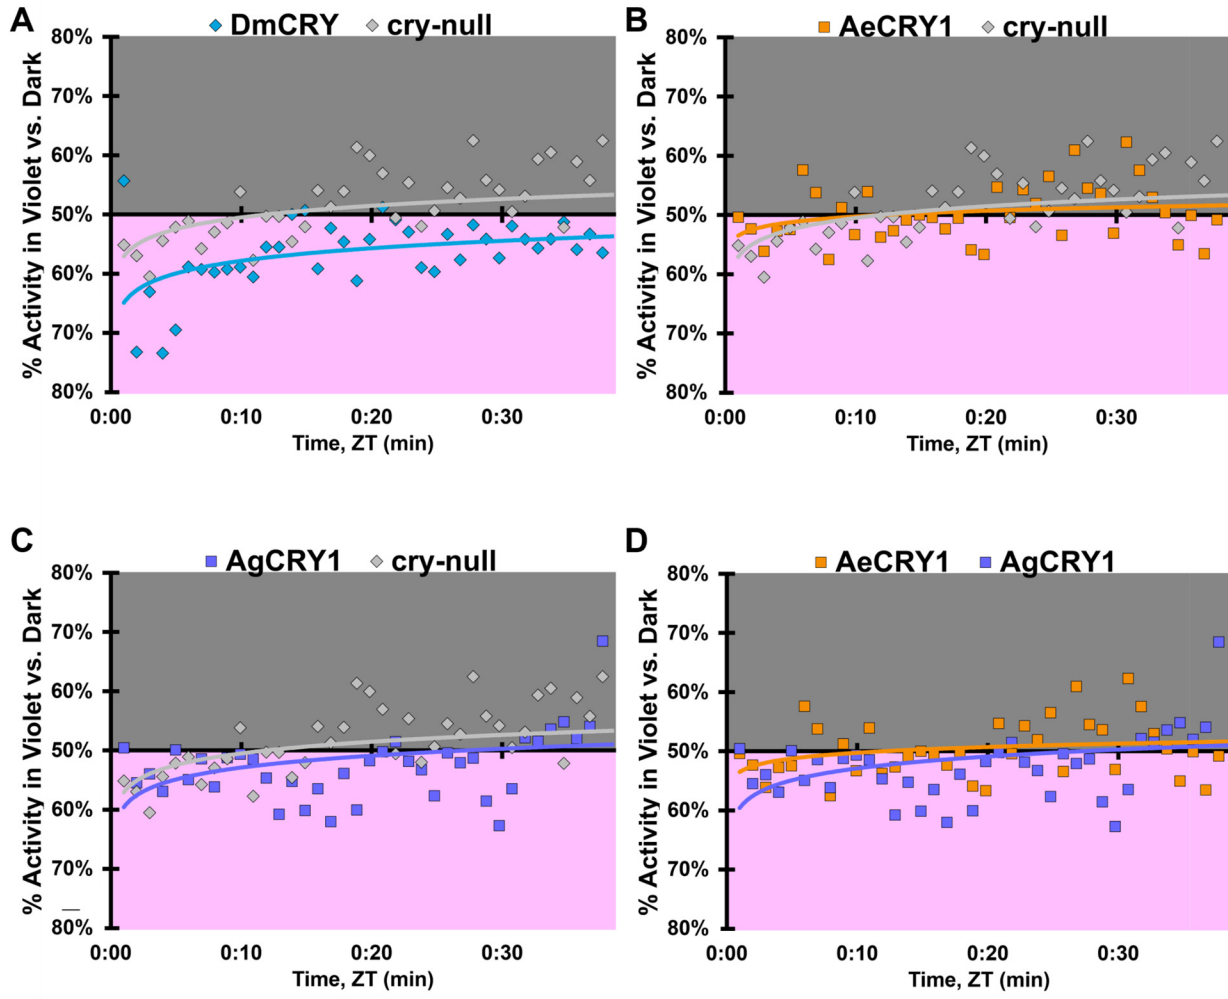 A
DmCRY cry-null
% Activity in Violet vs. Dark
80%
70%
60%
50%
60%
70%
80%
0:00 0:10 0:20 0:30
Time, ZT (min)
B
AeCRY1 cry-null
% Activity in Violet vs. Dark
80%
70%
60%
50%
60%
70%
80%
0:00 0:10 0:20 0:30
Time, ZT (min)
C
AgCRY1 cry-null
% Activity in Violet vs. Dark
80%
70%
60%
50%
60%
70%
80%
0:00 0:10 0:20 0:30
Time, ZT (min)
D
AeCRY1 AgCRY1
% Activity in Violet vs. Dark
80%
70%
60%
50%
60%
70%
80%
0:00 0:10 0:20 0:30
Time, ZT (min)